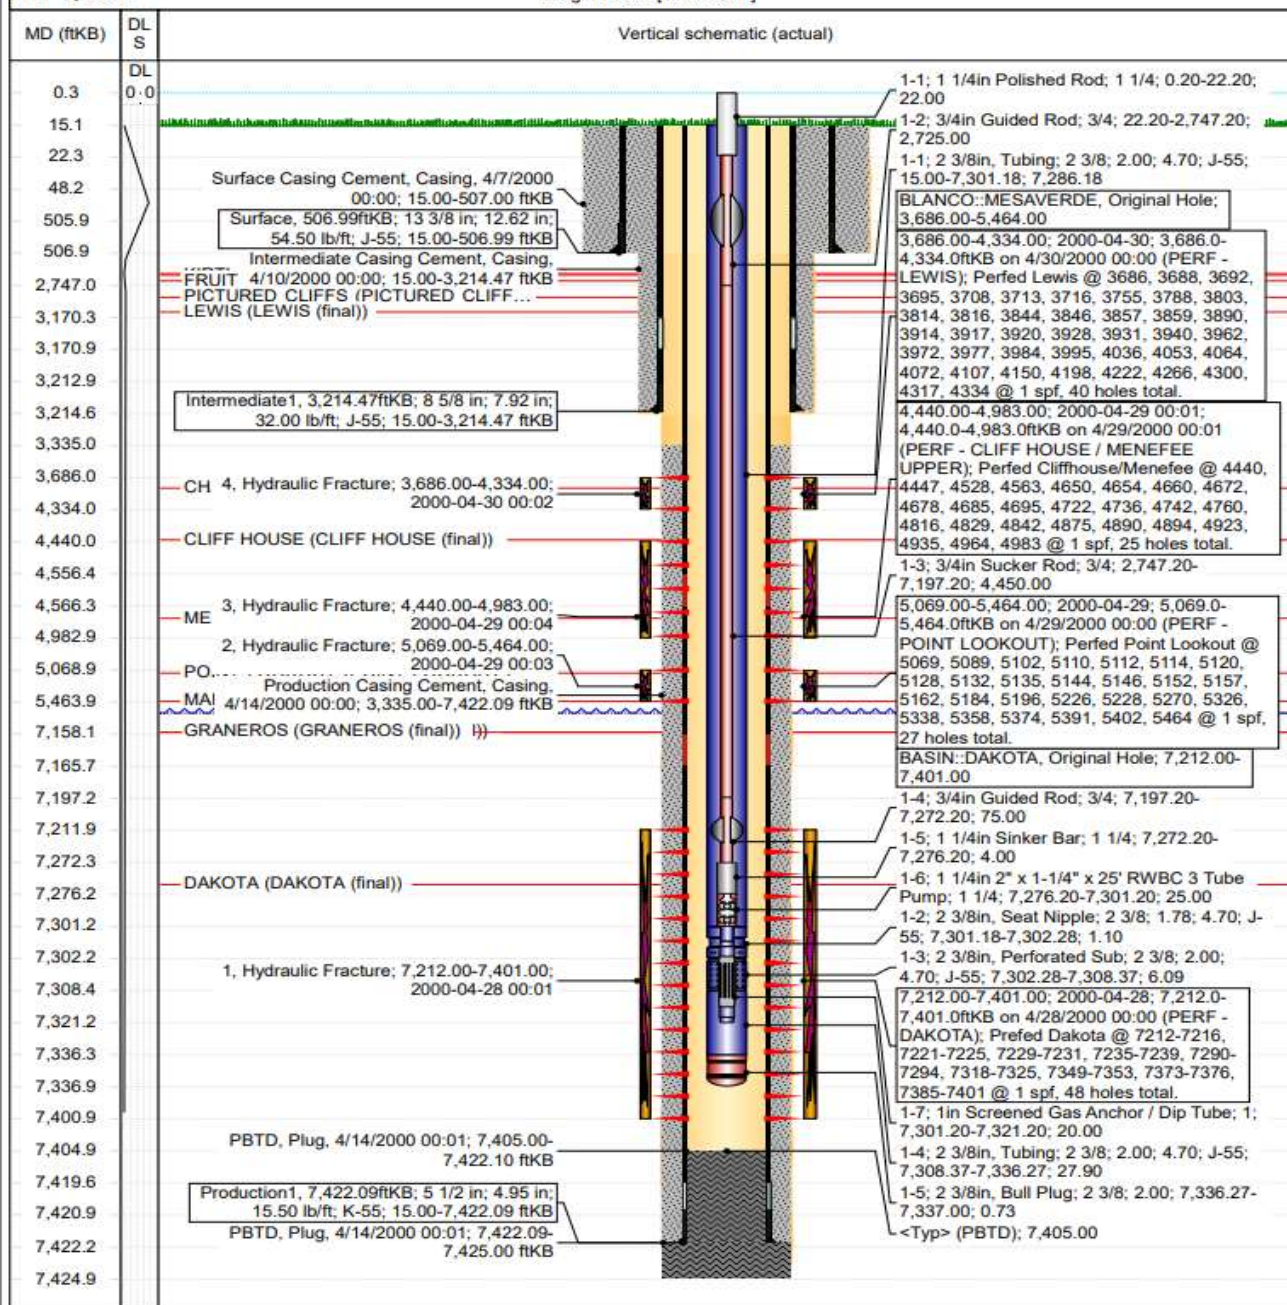 MD (ftKB)
DL
S
Vertical schematic (actual)
DL
0.3
15.1
22.3
48.2
505.9
506.9
2,747.0
3,170.3
3,170.9
3,212.9
3,214.6
3,335.0
3,686.0
4,334.0
4,440.0
4,556.4
4,566.3
4,982.9
5,068.9
5,463.9
7,158.1
7,165.7
7,197.2
7,211.9
7,272.3
7,276.2
7,301.2
7,302.2
7,308.4
7,321.2
7,336.3
7,336.9
7,400.9
7,404.9
7,419.6
7,420.9
7,422.2
7,424.9
Surface Casing Cement, Casing, 4/7/2000
00:00; 15.00-507.00 ftKB
Surface, 506.99ftKB; 13 3/8 in; 12.62 in;
54.50 lb/ft; J-55; 15.00-506.99 ftKB
Intermediate Casing Cement, Casing,
FRUIT 4/10/2000 00:00; 15.00-3,214.47 ftKB
PICTURED CLIFFS (PICTURED CLIFF...
LEWIS (LEWIS (final))
Intermediate1, 3,214.47ftKB; 8 5/8 in; 7.92 in;
32.00 lb/ft; J-55; 15.00-3,214.47 ftKB
CH 4, Hydraulic Fracture; 3,686.00-4,334.00;
2000-04-30 00:02
CLIFF HOUSE (CLIFF HOUSE (final))
ME 3, Hydraulic Fracture; 4,440.00-4,983.00;
2000-04-29 00:04
2, Hydraulic Fracture; 5,069.00-5,464.00;
2000-04-29 00:03
Production Casing Cement, Casing,
4/14/2000 00:00; 3,335.00-7,422.09 ftKB
GRANEROS (GRANEROS (final))
DAKOTA (DAKOTA (final))
1, Hydraulic Fracture; 7,212.00-7,401.00;
2000-04-28 00:01
PBTD, Plug, 4/14/2000 00:01; 7,405.00-
7,422.10 ftKB
Production1, 7,422.09ftKB; 5 1/2 in; 4.95 in;
15.50 lb/ft; K-55; 15.00-7,422.09 ftKB
PBTD, Plug, 4/14/2000 00:01; 7,422.09-
7,425.00 ftKB
1-1; 1 1/4in Polished Rod; 1 1/4; 0.20-22.20;
22.00
1-2; 3/4in Guided Rod; 3/4; 22.20-2,747.20;
2,725.00
1-1; 2 3/8in, Tubing; 2 3/8; 2.00; 4.70; J-55;
15.00-7,301.18; 7,286.18
BLANCO::MESAVERDE, Original Hole;
3,686.00-5,464.00
3,686.00-4,334.00; 2000-04-30; 3,686.0-
4,334.0ftKB on 4/30/2000 00:00 (PERF -
LEWIS); Perfed Lewis @ 3686, 3688, 3692,
3695, 3708, 3713, 3716, 3755, 3788, 3803,
3814, 3816, 3844, 3846, 3857, 3859, 3890,
3914, 3917, 3920, 3928, 3931, 3940, 3962,
3972, 3977, 3984, 3995, 4036, 4053, 4064,
4072, 4107, 4150, 4198, 4222, 4266, 4300,
4317, 4334 @ 1 spf, 40 holes total.
4,440.00-4,983.00; 2000-04-29 00:01;
4,440.0-4,983.0ftKB on 4/29/2000 00:01
(PERF - CLIFF HOUSE / MENEFEE
UPPER); Perfed Cliffhouse/Menefee @ 4440,
4447, 4528, 4563, 4650, 4654, 4660, 4672,
4678, 4685, 4695, 4722, 4736, 4742, 4760,
4816, 4829, 4842, 4875, 4890, 4894, 4923,
4935, 4964, 4983 @ 1 spf, 25 holes total.
1-3; 3/4in Sucker Rod; 3/4; 2,747.20-
7,197.20; 4,450.00
5,069.00-5,464.00; 2000-04-29; 5,069.0-
5,464.0ftKB on 4/29/2000 00:00 (PERF -
POINT LOOKOUT); Perfed Point Lookout @
5069, 5089, 5102, 5110, 5112, 5114, 5120,
5128, 5132, 5135, 5144, 5146, 5152, 5157,
5162, 5184, 5196, 5226, 5228, 5270, 5326,
5338, 5358, 5374, 5391, 5402, 5464 @ 1 spf,
27 holes total.
BASIN::DAKOTA, Original Hole; 7,212.00-
7,401.00
1-4; 3/4in Guided Rod; 3/4; 7,197.20-
7,272.20; 75.00
1-5; 1 1/4in Sinker Bar; 1 1/4; 7,272.20-
7,276.20; 4.00
1-6; 1 1/4in 2" x 1-1/4" x 25' RWBC 3 Tube
Pump; 1 1/4; 7,276.20-7,301.20; 25.00
1-2; 2 3/8in, Seat Nipple; 2 3/8; 1.78; 4.70; J-
55; 7,301.18-7,302.28; 1.10
1-3; 2 3/8in, Perforated Sub; 2 3/8; 2.00;
4.70; J-55; 7,302.28-7,308.37; 6.09
7,212.00-7,401.00; 2000-04-28; 7,212.0-
7,401.0ftKB on 4/28/2000 00:00 (PERF -
DAKOTA); Prefed Dakota @ 7212-7216,
7221-7225, 7229-7231, 7235-7239, 7290-
7294, 7318-7325, 7349-7353, 7373-7376,
7385-7401 @ 1 spf, 48 holes total.
1-7; 1in Screened Gas Anchor / Dip Tube; 1;
7,301.20-7,321.20; 20.00
1-4; 2 3/8in, Tubing; 2 3/8; 2.00; 4.70; J-55;
7,308.37-7,336.27; 27.90
1-5; 2 3/8in, Bull Plug; 2 3/8; 2.00; 7,336.27-
7,337.00; 0.73
<Typ> (PBTD); 7,405.00